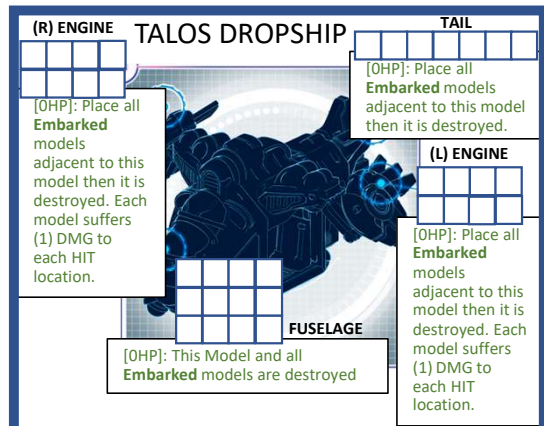 (R) ENGINE
TALOS DROPSHIP
TAIL
[0HP]: Place all
Embarked models
adjacent to this model
then it is destroyed.
[0HP]: Place all
Embarked
models
adjacent to this
model then it is
destroyed. Each
model suffers
(1) DMG to
each HIT
location.
(L) ENGINE
[0HP]: Place all
Embarked
models
adjacent to this
model then it is
destroyed. Each
model suffers
(1) DMG to
each HIT
location.
FUSELAGE
[0HP]: This Model and all
Embarked models are destroyed